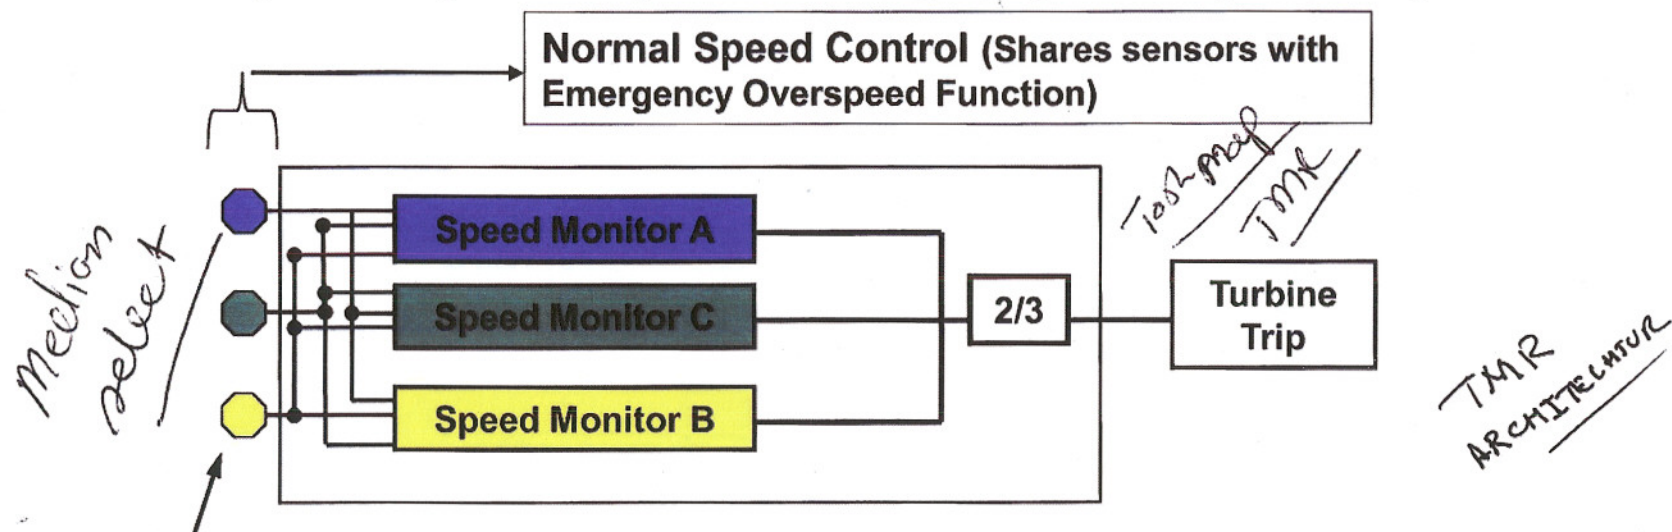 Normal Speed Control (Shares sensors with
Emergency Overspeed Function)
Median
select
Speed Monitor A
Speed Monitor C
Speed Monitor B
2/3
TMR
Turbine
Trip
TMR